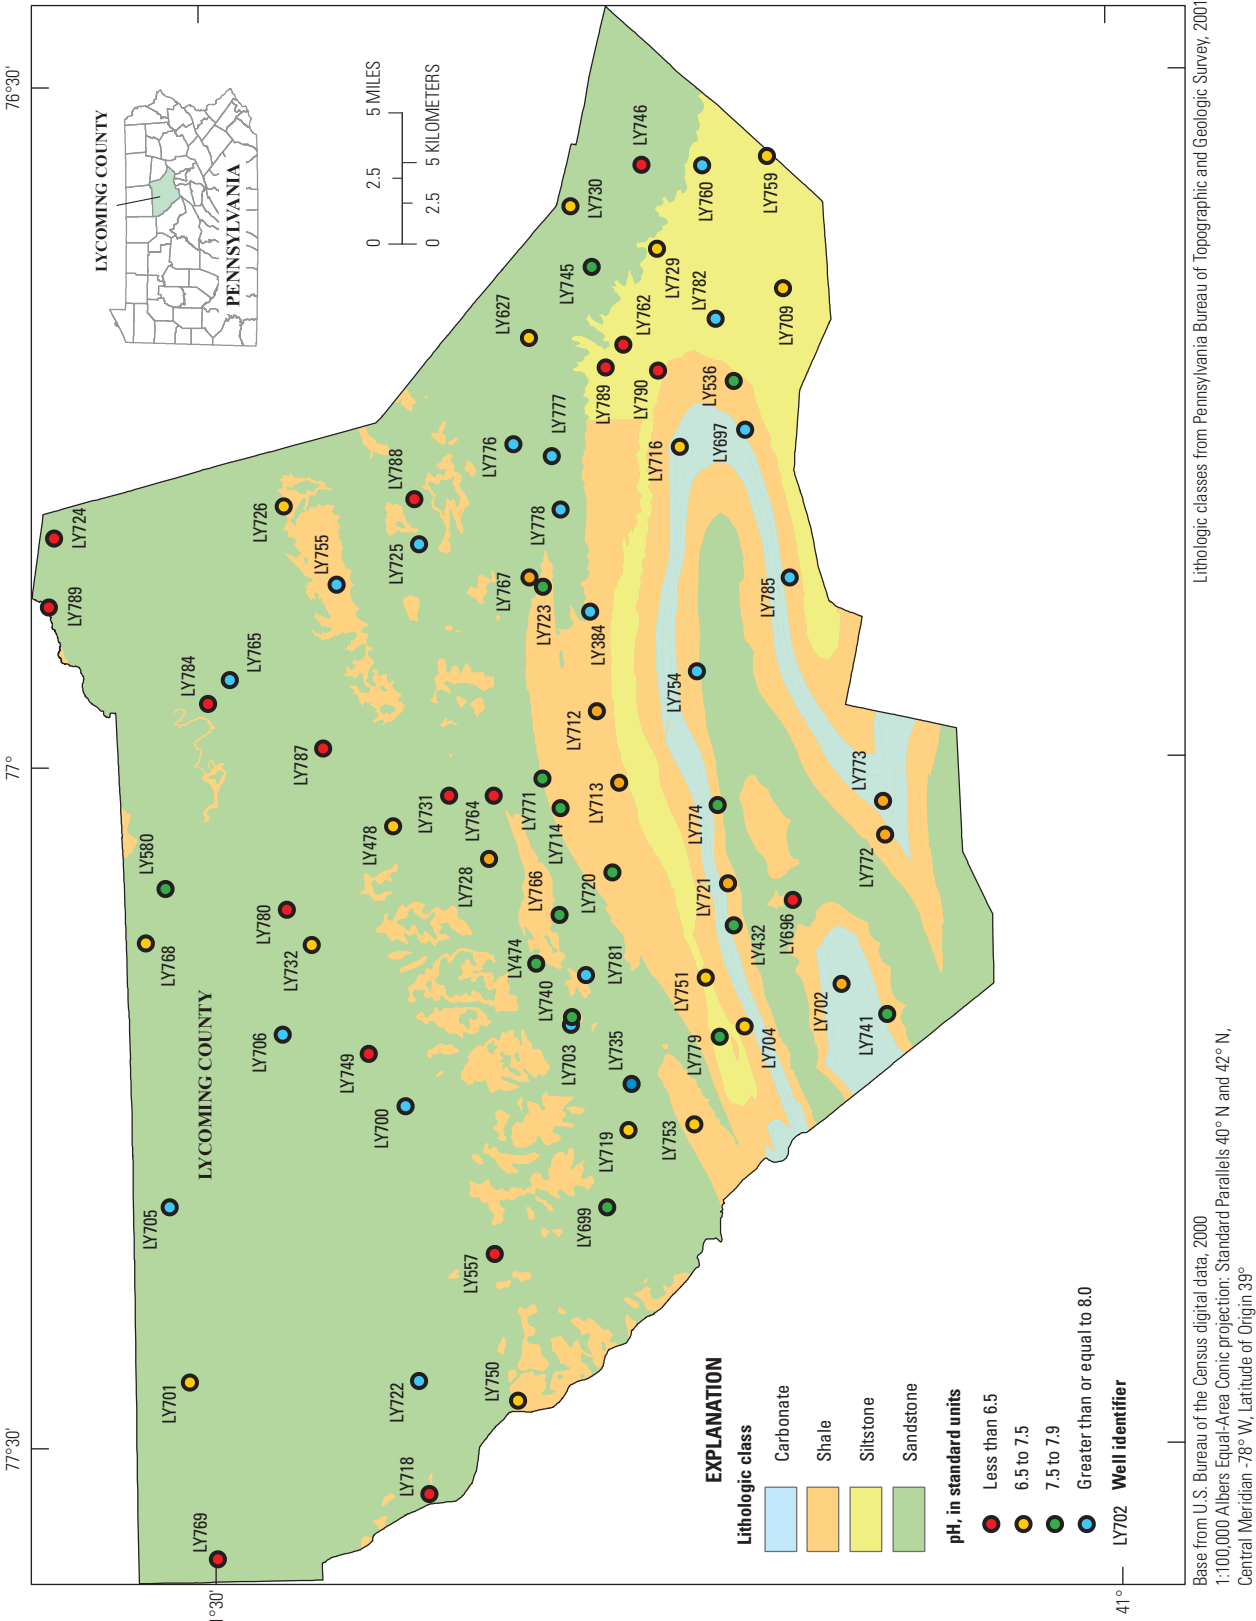 77°30'
77°
76°30'
1°30'
41°
LYCOMING COUNTY
PENNSYLVANIA
0 2.5 5 MILES
0 2.5 5 KILOMETERS
LYCOMING COUNTY
LY769
LY718
LY701
LY722
LY750
LY705
LY557
LY699
LY700
LY749
LY706
LY719
LY753
LY735
LY703
LY740
LY474
LY781
LY779
LY704
LY751
LY768
LY580
LY732
LY780
LY766
LY720
LY432
LY721
LY696
LY702
LY741
LY478
LY728
LY731
LY764
LY771
LY714
LY713
LY712
LY774
LY772
LY773
LY787
LY784
LY765
LY789
LY724
LY726
LY755
LY725
LY788
LY767
LY723
LY384
LY754
LY785
LY778
LY776
LY777
LY716
LY697
LY536
LY627
LY789
LY762
LY790
LY782
LY709
LY745
LY730
LY729
LY746
LY760
LY759
EXPLANATION
Lithologic class
Carbonate
Shale
Siltstone
Sandstone
pH, in standard units
Less than 6.5
6.5 to 7.5
7.5 to 7.9
Greater than or equal to 8.0
LY702 Well identifier
Base from U.S. Bureau of the Census digital data, 2000
1:100,000 Albers Equal-Area Conic projection: Standard Parallels 40° N and 42° N,
Central Meridian -78° W, Latitude of Origin 39°
Lithologic classes from Pennsylvania Bureau of Topographic and Geologic Survey, 2001